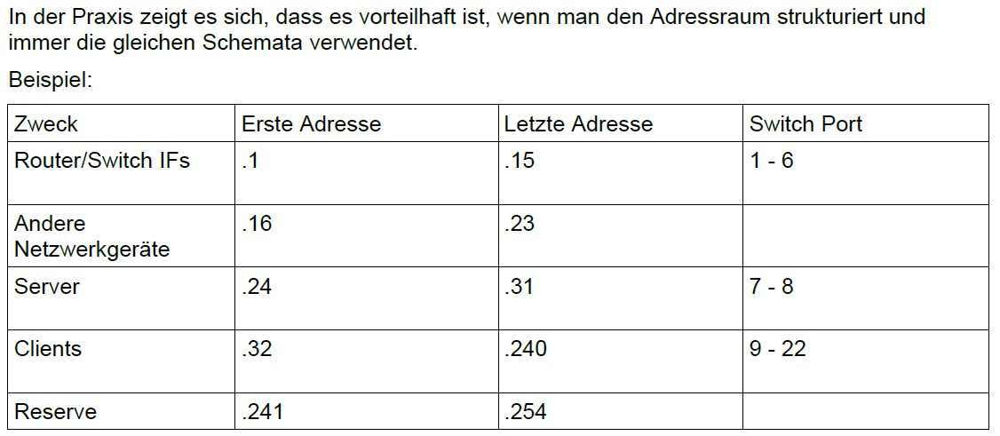 In der Praxis zeigt es sich, dass es vorteilhaft ist, wenn man den Adressraum strukturiert und
immer die gleichen Schemata verwendet.
Beispiel:
Zweck Erste Adresse Letzte Adresse Switch Port
Router/Switch IFs .1 .15 1 - 6
Andere
Netzwerkgeräte .16 .23
Server .24 .31 7 - 8
Clients .32 .240 9 - 22
Reserve .241 .254